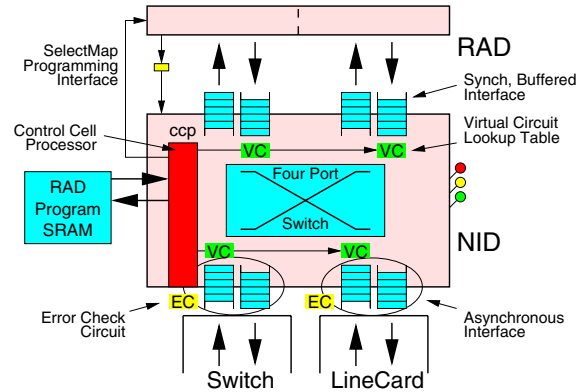 SelectMap
Programming
Interface
RAD
Synch, Buffered
Interface
ccp
Control Cell
Processor
VC
VC
Virtual Circuit
Lookup Table
RAD
Program
SRAM
Four Port
Switch
NID
VC
VC
EC
EC
Error Check
Circuit
Asynchronous
Interface
Switch
LineCard